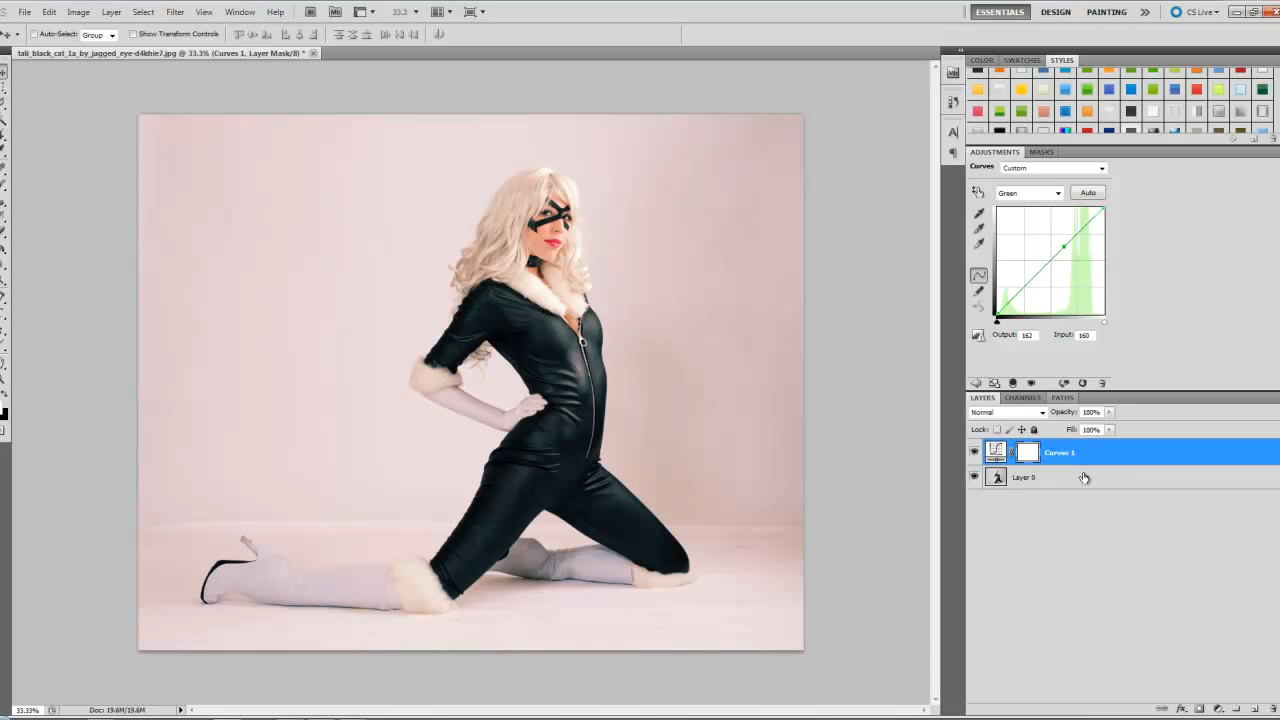 File Edit Image Layer Select Filter View Window Help 33.3 ESSENTIALS DESIGN PAINTING CS Live
Auto-Select: Group Show Transform Controls
tali_black_cat_1a_by_jagged_eye-d4khie7.jpg @ 33.3% (Curves 1, Layer Mask/8) *
COLOR SWATCHES STYLES
ADJUSTMENTS MASKS
Curves Custom
Green Auto
Output: 162 Input: 160
LAYERS CHANNELS PATHS
Normal Opacity: 100%
Lock: Fill: 100%
Curves 1
Layer 0
33.33% Doc: 19.6M/19.6M